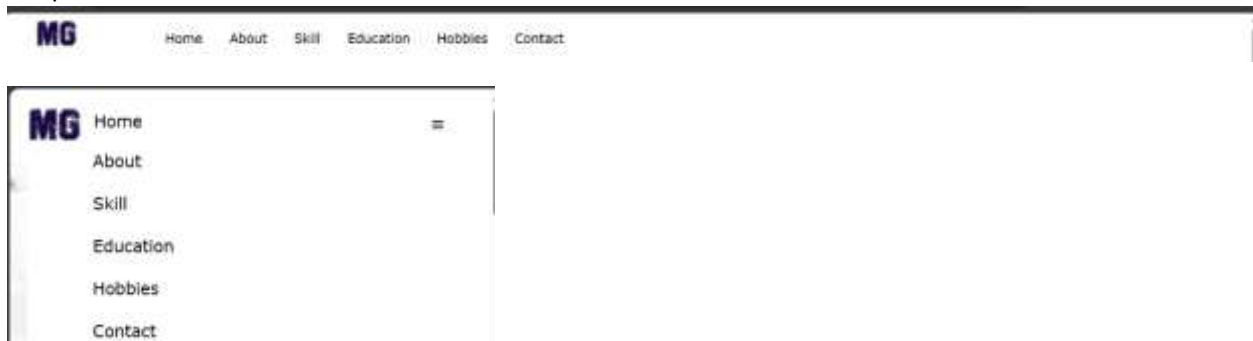 MG Home About Skill Education Hobbies Contact
MG Home ≡
About
Skill
Education
Hobbies
Contact